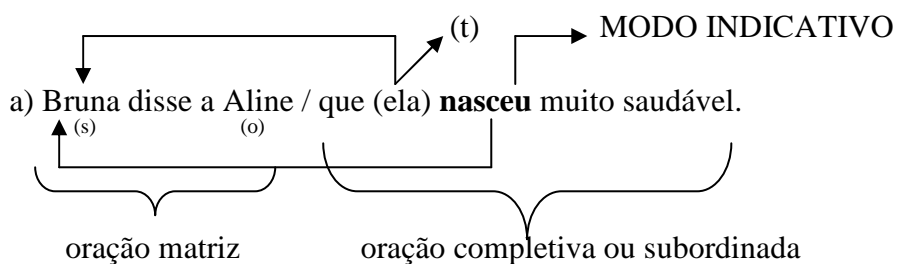 (t) MODO INDICATIVO
a) Bruna disse a Aline / que (ela) nasceu muito saudável.
(s) (o)
oração matriz oração completiva ou subordinada